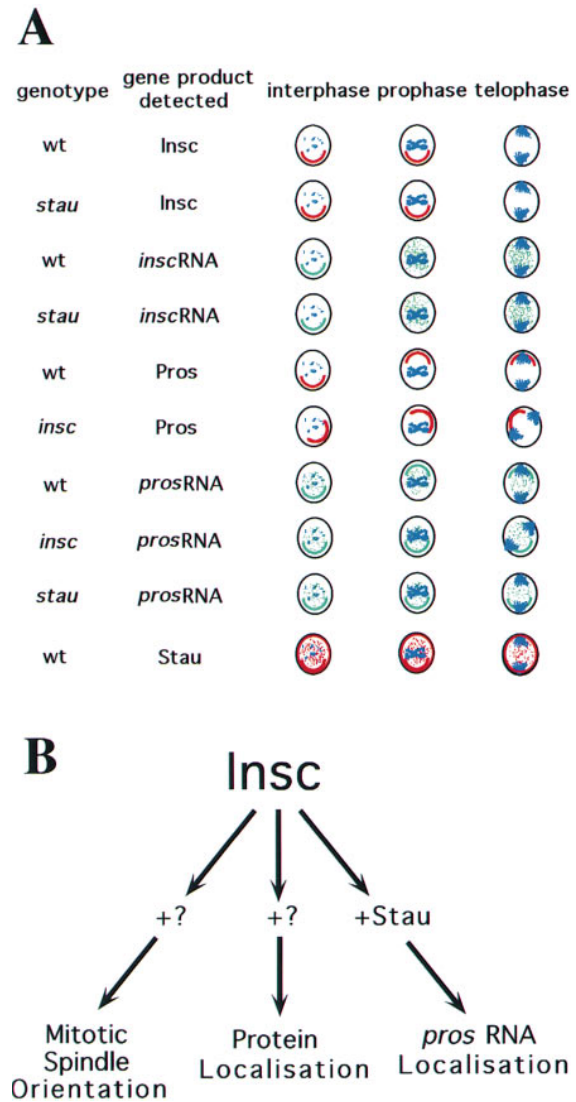 A
genotype gene product detected interphase prophase telophase
wt Insc
stau Insc
wt inscRNA
stau inscRNA
wt Pros
insc Pros
wt prosRNA
insc prosRNA
stau prosRNA
wt Stau
B
Insc
+? +? +Stau
Mitotic Spindle Orientation
Protein Localisation
pros RNA Localisation